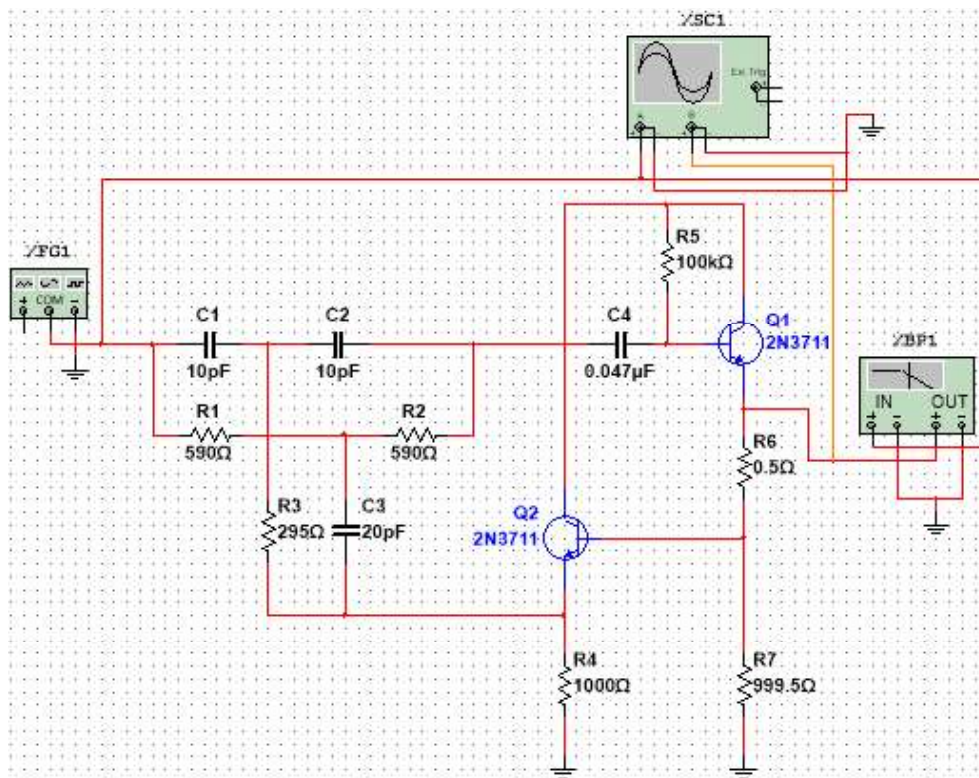 XSC1
Ext Trig
+
A
B
R5
100kΩ
XFG1
+
COM
-
C1
10pF
C2
10pF
C4
0.047µF
Q1
2N3711
XBP1
IN
OUT
+
-
+
-
R1
590Ω
R2
590Ω
R6
0.5Ω
R3
295Ω
C3
20pF
Q2
2N3711
R4
1000Ω
R7
999.5Ω